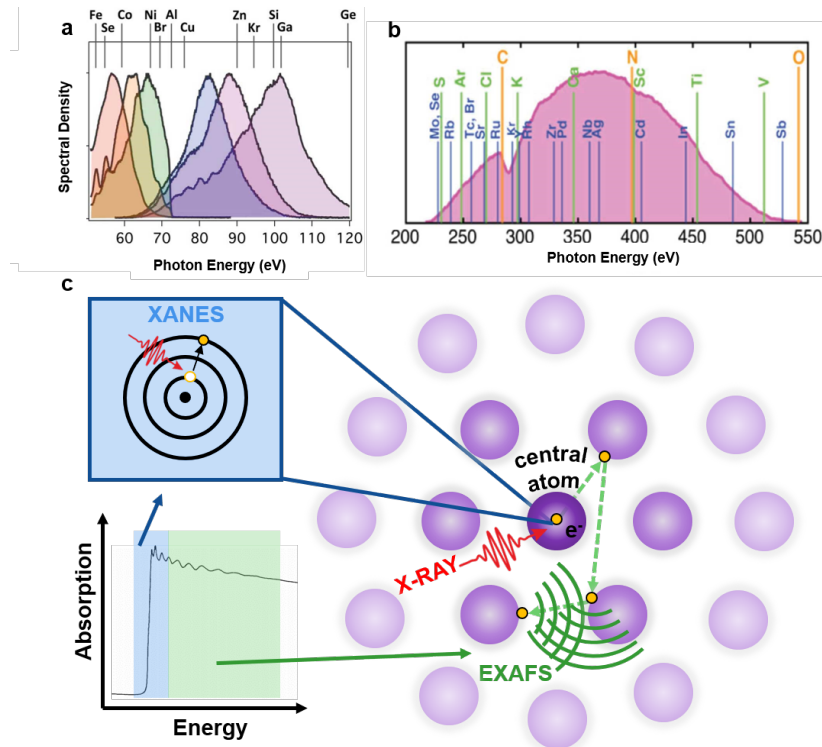 a
Fe Co Ni Al Zn Si Ge
Se Br Cu Kr Ga
Spectral Density
60 70 80 90 100 110 120
Photon Energy (eV)
b
C N O
S Ar Cl K Ca Sc Ti V
Mo, Se Rb Tc, Br Sr Ru Kr Y Rh Zr Pd Nb Ag Cd In Sn Sb
200 250 300 350 400 450 500 550
Photon Energy (eV)
c
XANES
central
atom
e-
X-RAY
Absorption
EXAFS
Energy